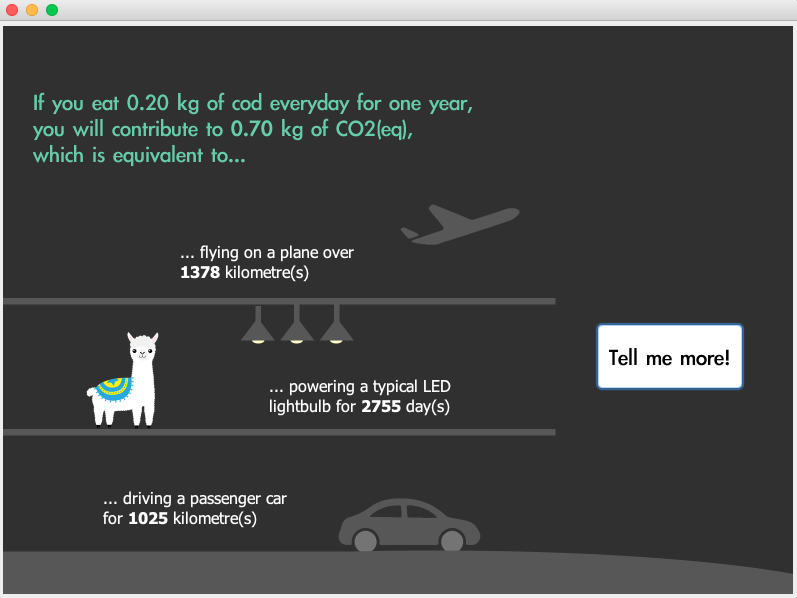 If you eat 0.20 kg of cod everyday for one year,
you will contribute to 0.70 kg of CO2(eq),
which is equivalent to...
... flying on a plane over
1378 kilometre(s)
... powering a typical LED
lightbulb for 2755 day(s)
Tell me more!
... driving a passenger car
for 1025 kilometre(s)